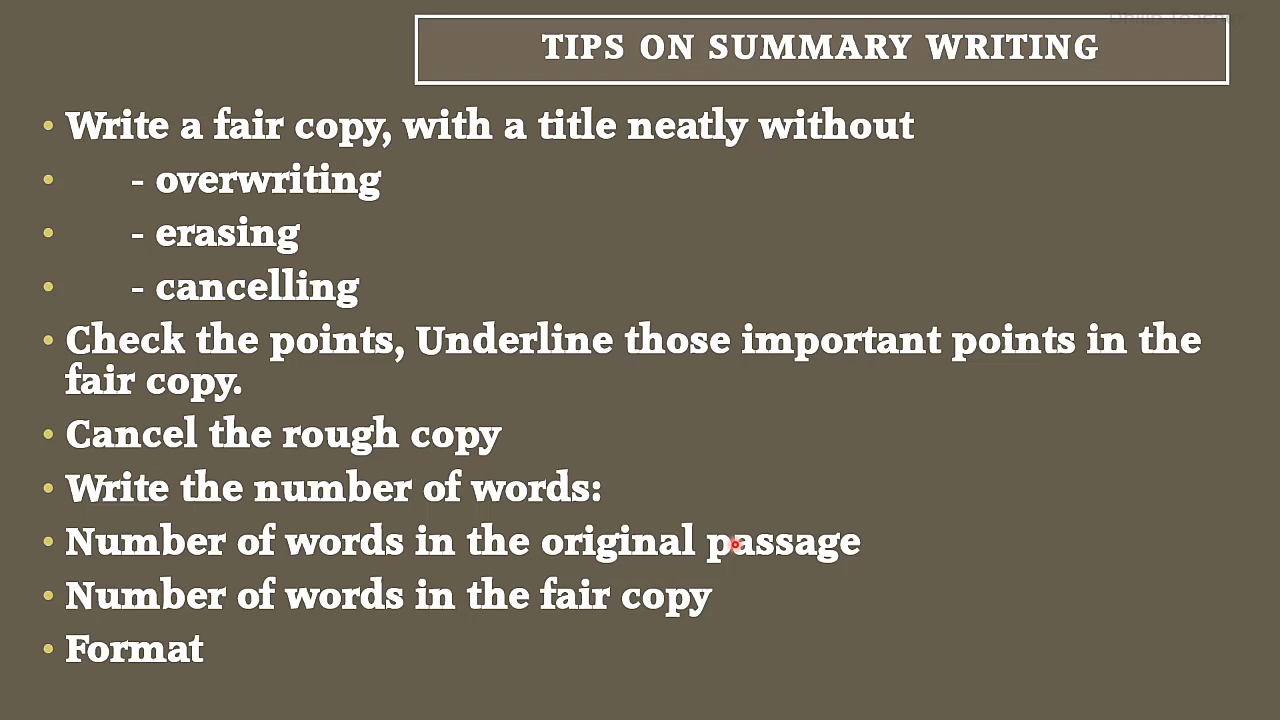 TIPS ON SUMMARY WRITING
• Write a fair copy, with a title neatly without
• - overwriting
• - erasing
• - cancelling
• Check the points, Underline those important points in the
fair copy.
• Cancel the rough copy
• Write the number of words:
• Number of words in the original passage
• Number of words in the fair copy
• Format